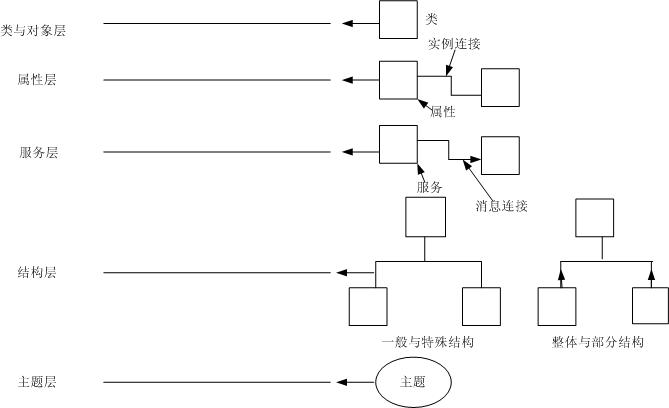 类与对象层
类
实例连接
属性层
属性
服务层
服务
消息连接
结构层
一般与特殊结构
整体与部分结构
主题层
主题